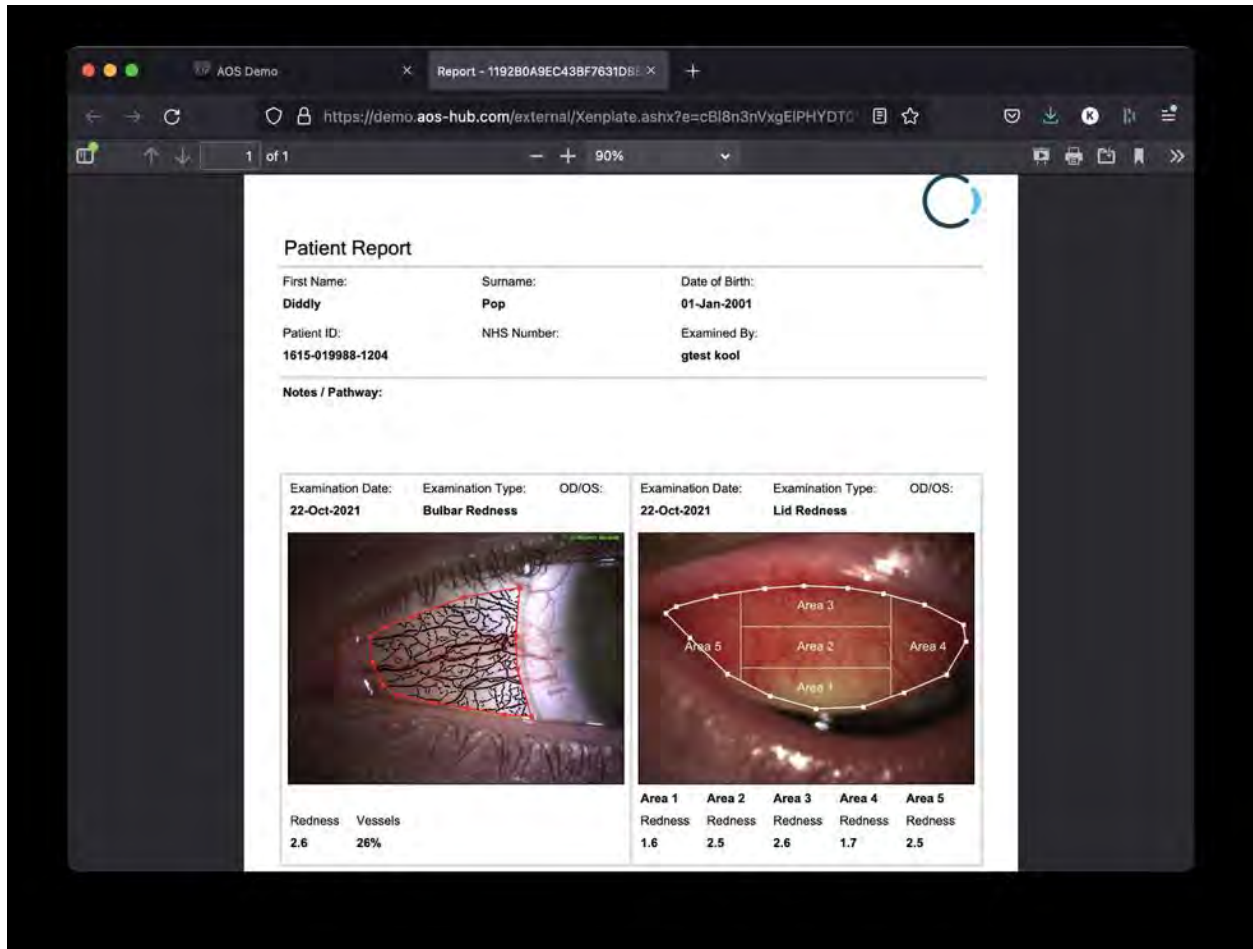 AOS Demo
Report - 1192B0A9EC43BF7631DB
https://demo.aos-hub.com/external/Xenplate.ashx?e=cBl8n3nVxgEIPHYDT
1 of 1
90%
Patient Report
First Name: Surname: Date of Birth:
Diddly Pop 01-Jan-2001
Patient ID: NHS Number: Examined By:
1615-019988-1204 gtest kool
Notes / Pathway:
Examination Date: Examination Type: OD/OS:
22-Oct-2021 Bulbar Redness
Redness Vessels
2.6 26%
Examination Date: Examination Type: OD/OS:
22-Oct-2021 Lid Redness
Area 3
Area 5 Area 2 Area 4
Area 1
Area 1 Area 2 Area 3 Area 4 Area 5
Redness Redness Redness Redness Redness
1.6 2.5 2.6 1.7 2.5